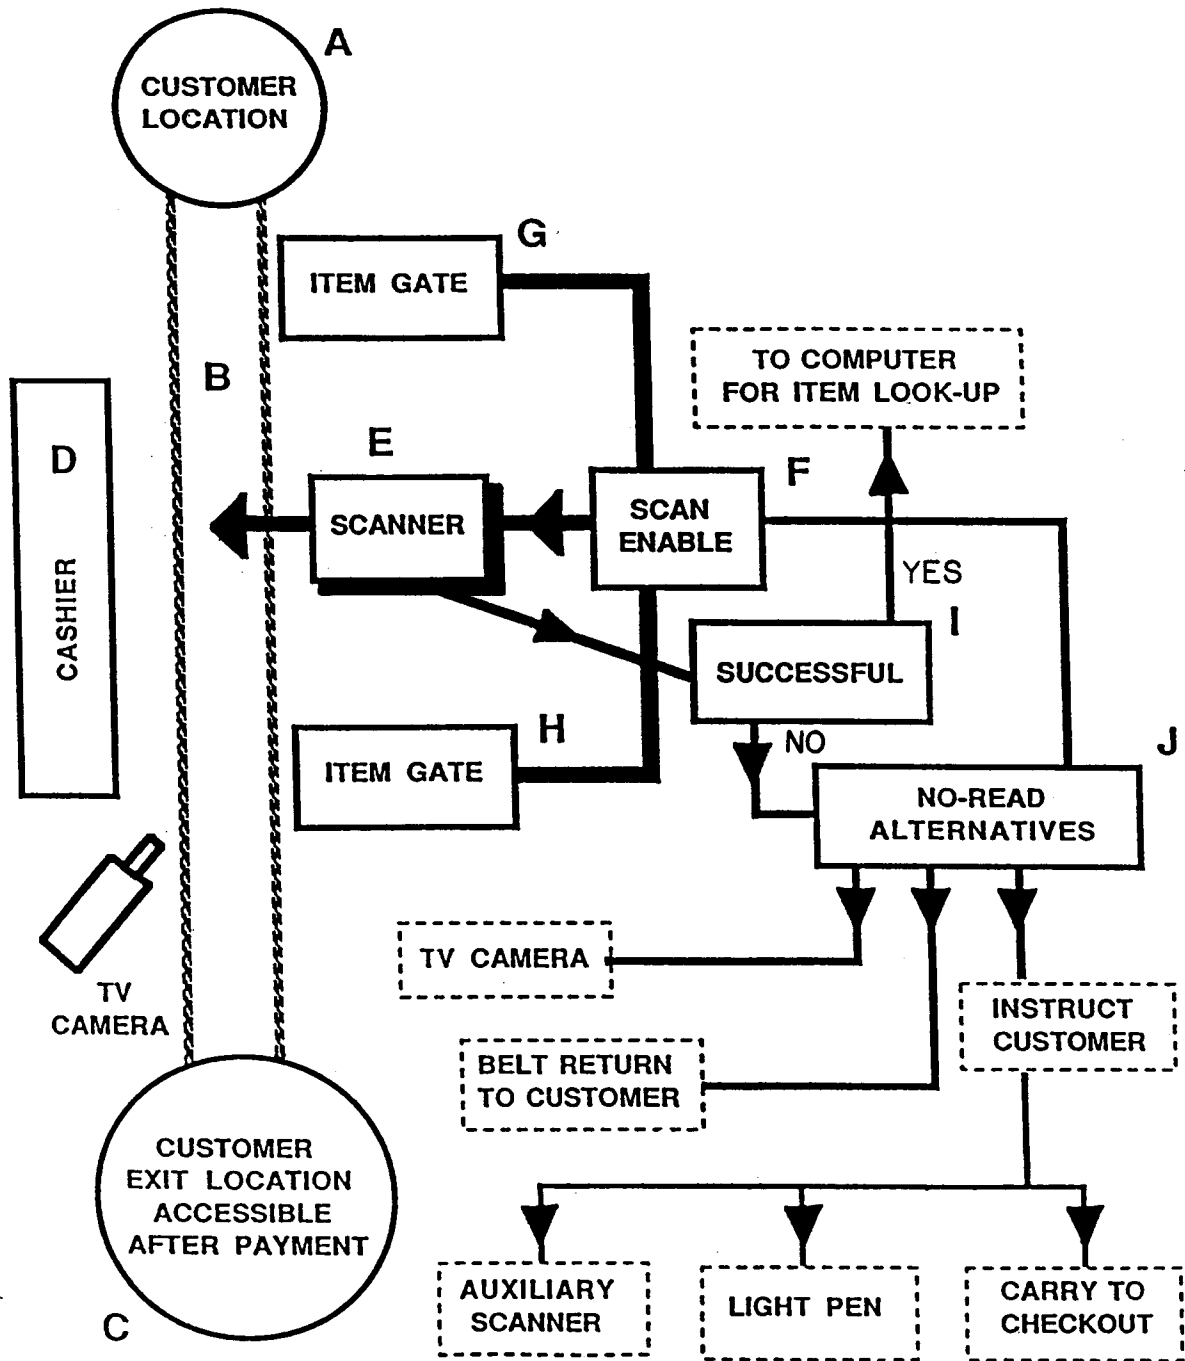 A
CUSTOMER
LOCATION
G
ITEM GATE
B
TO COMPUTER
FOR ITEM LOOK-UP
D
CASHIER
E
SCANNER
F
SCAN
ENABLE
YES
I
SUCCESSFUL
H
ITEM GATE
NO
J
NO-READ
ALTERNATIVES
TV
CAMERA
TV CAMERA
INSTRUCT
CUSTOMER
BELT RETURN
TO CUSTOMER
CUSTOMER
EXIT LOCATION
ACCESSIBLE
AFTER PAYMENT
C
AUXILIARY
SCANNER
LIGHT PEN
CARRY TO
CHECKOUT